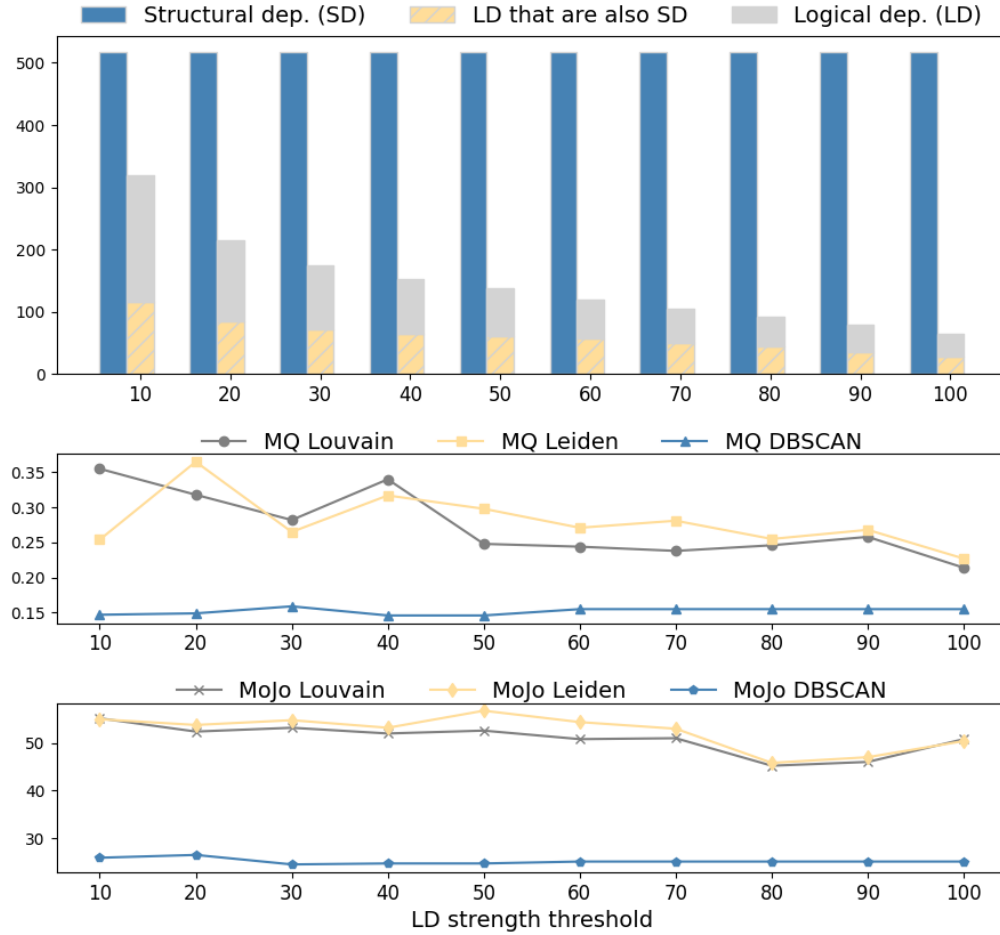 Structural dep. (SD) LD that are also SD Logical dep. (LD)
500
400
300
200
100
0
10 20 30 40 50 60 70 80 90 100
MQ Louvain MQ Leiden MQ DBSCAN
0.35
0.30
0.25
0.20
0.15
10 20 30 40 50 60 70 80 90 100
MoJo Louvain MoJo Leiden MoJo DBSCAN
50
40
30
10 20 30 40 50 60 70 80 90 100
LD strength threshold